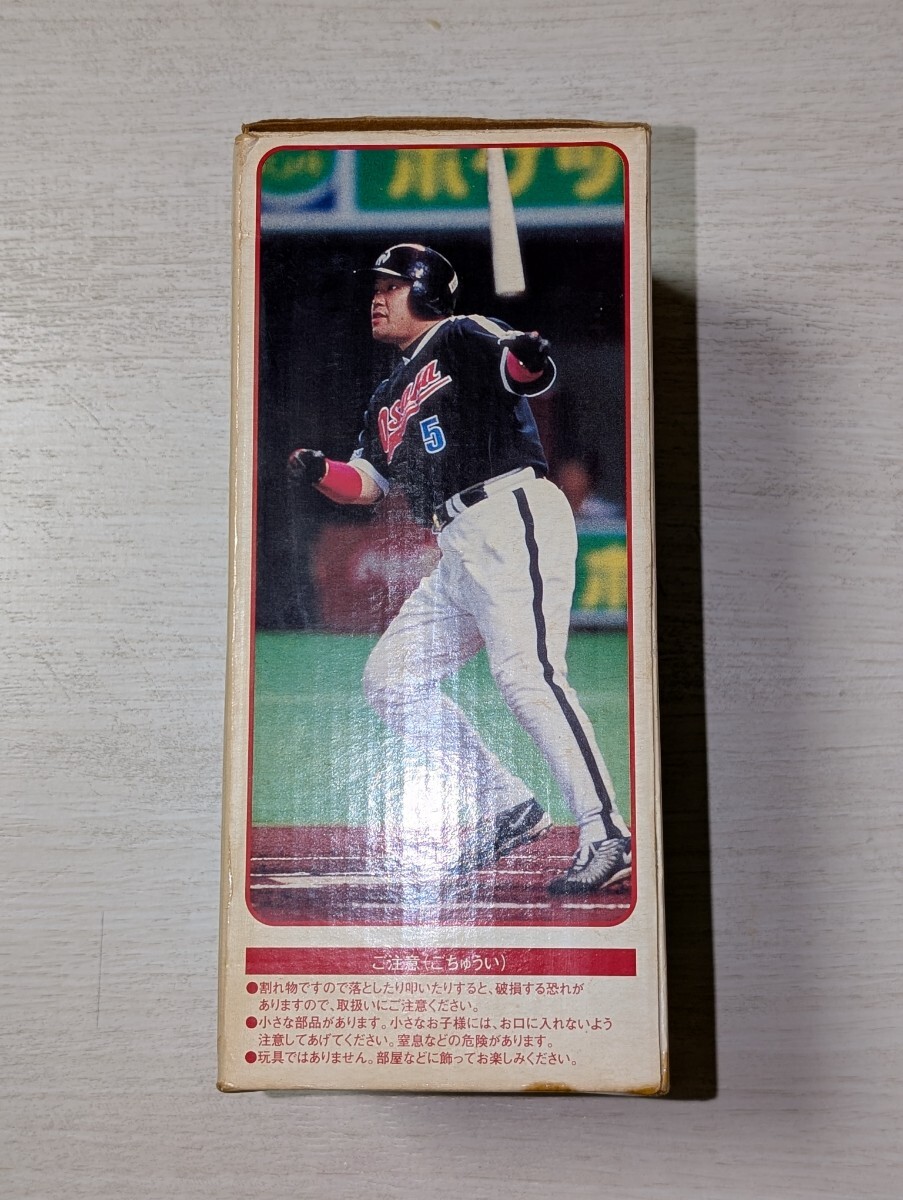 ポケッ
Osaka
5
ご注意(ごちゅうい)
●割れ物ですので落としたり叩いたりすると、破損する恐れが
ありますので、取扱いにご注意ください。
●小さな部品があります。小さなお子様には、お口に入れないよう
注意してあげてください。窒息などの危険があります。
●玩具ではありません。部屋などに飾ってお楽しみください。